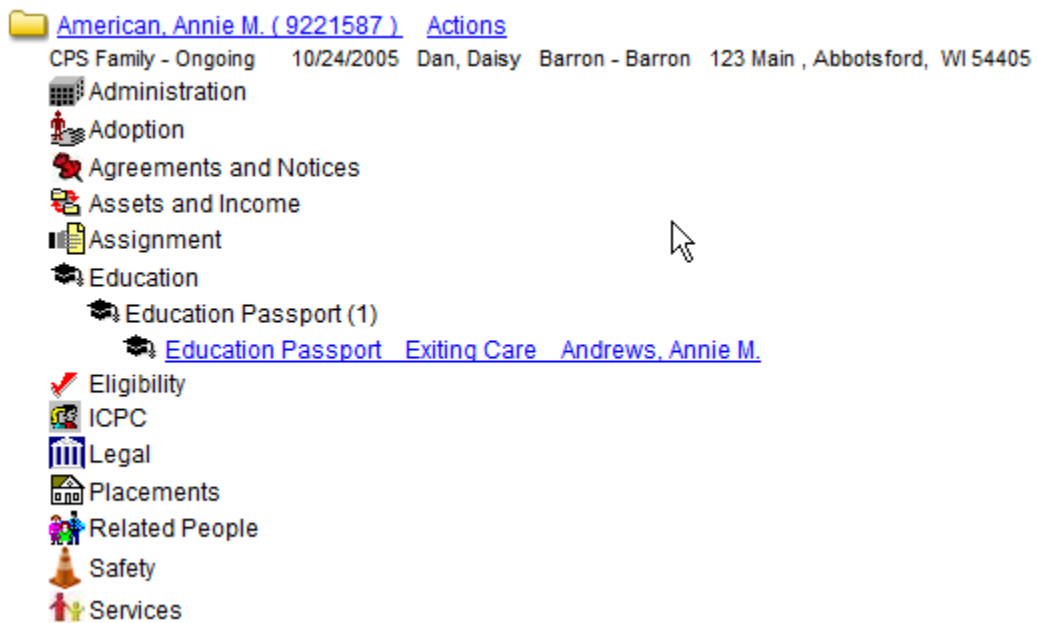 American, Annie M. ( 9221587 ) Actions
CPS Family - Ongoing 10/24/2005 Dan, Daisy Barron - Barron 123 Main , Abbotsford, WI 54405
Administration
Adoption
Agreements and Notices
Assets and Income
Assignment
Education
Education Passport (1)
Education Passport Exiting Care Andrews, Annie M.
Eligibility
ICPC
Legal
Placements
Related People
Safety
Services